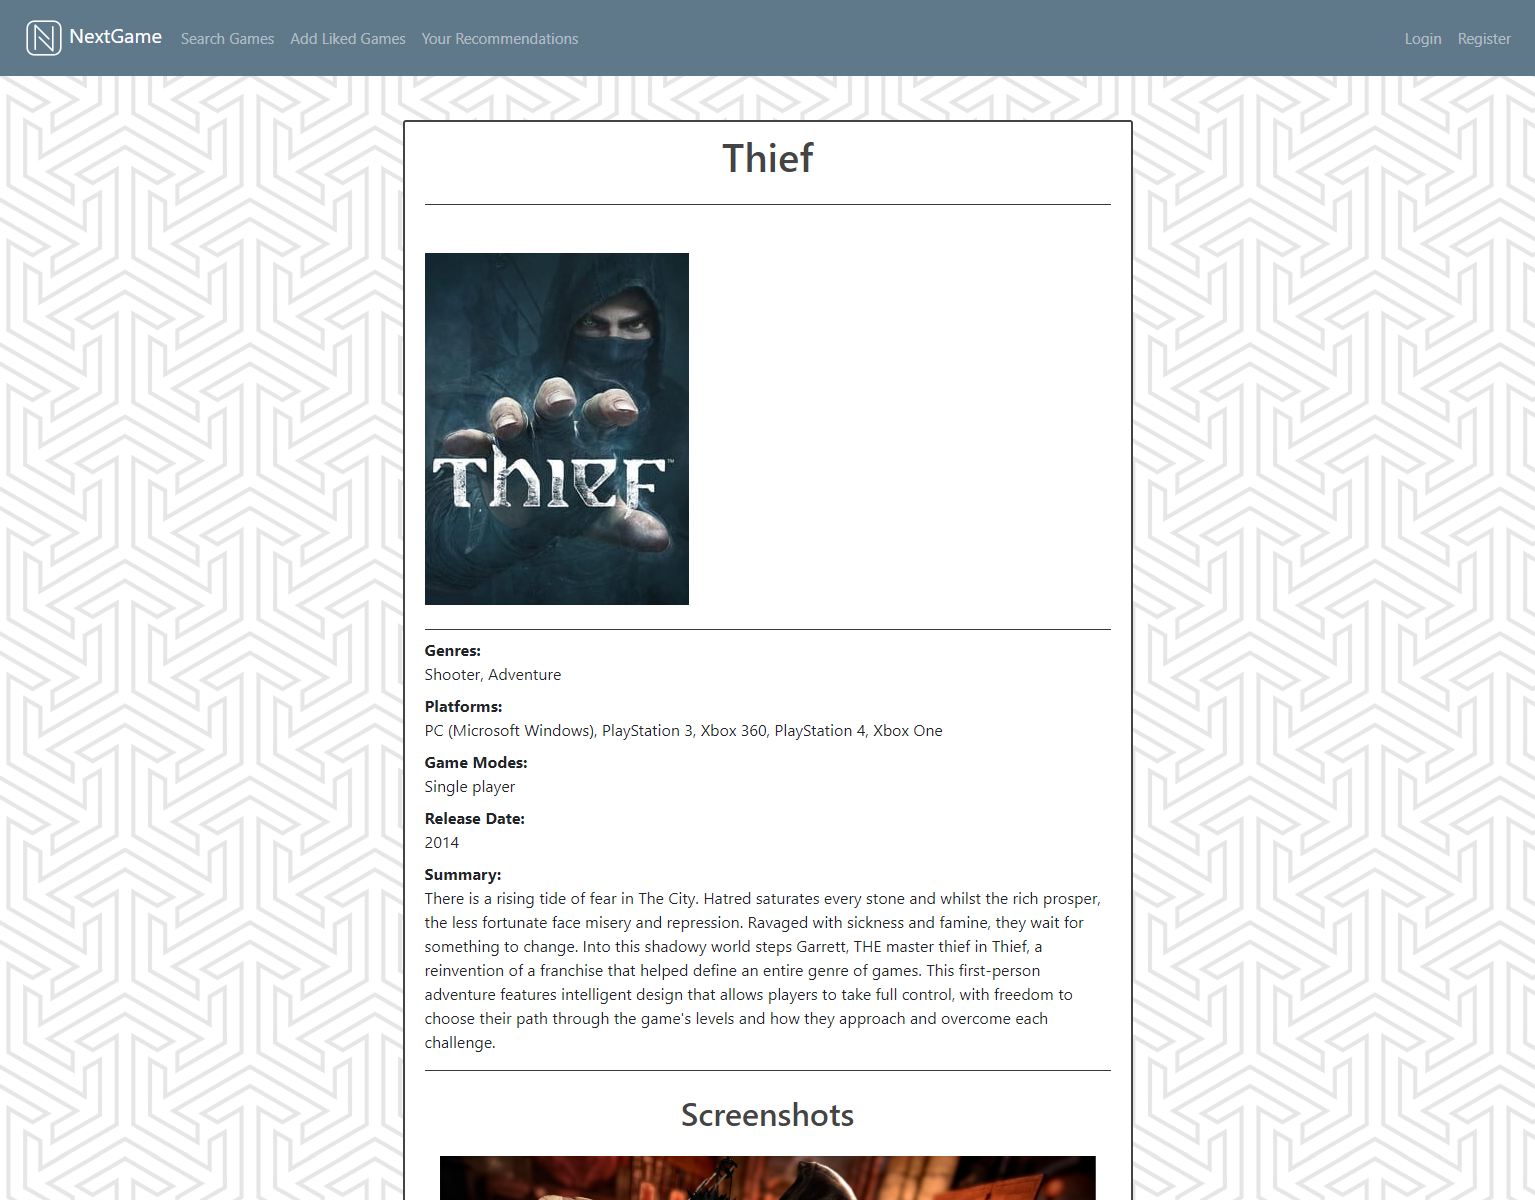 NextGame Search Games Add Liked Games Your Recommendations Login Register
Thief
THIEF™
Genres:
Shooter, Adventure
Platforms:
PC (Microsoft Windows), PlayStation 3, Xbox 360, PlayStation 4, Xbox One
Game Modes:
Single player
Release Date:
2014
Summary:
There is a rising tide of fear in The City. Hatred saturates every stone and whilst the rich prosper,
the less fortunate face misery and repression. Ravaged with sickness and famine, they wait for
something to change. Into this shadowy world steps Garrett, THE master thief in Thief, a
reinvention of a franchise that helped define an entire genre of games. This first-person
adventure features intelligent design that allows players to take full control, with freedom to
choose their path through the game's levels and how they approach and overcome each
challenge.
Screenshots